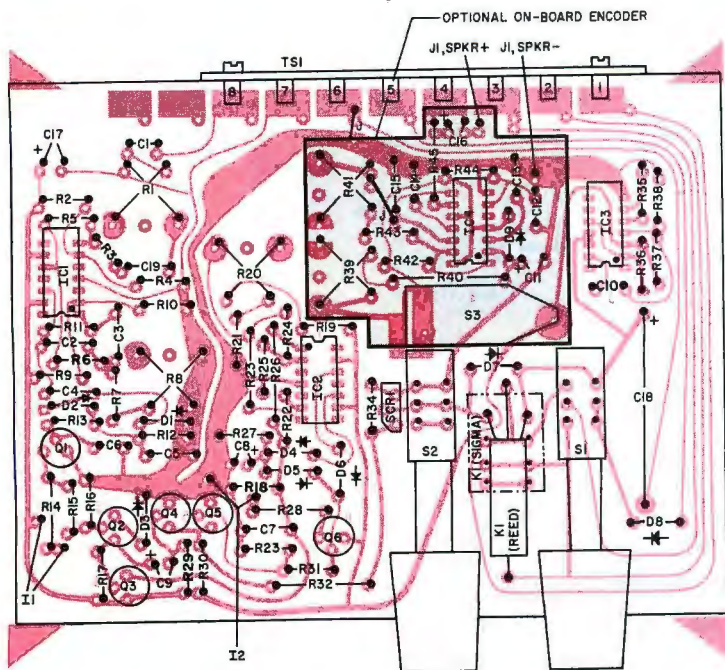 OPTIONAL ON-BOARD ENCODER
J1, SPKR+ J1, SPKR-
TS1
8 7 6 5 4 3 2 1
C17
+
C1
R1
R2
R5
R3
IC1
C19
R4
R10
R11
C2
C3
R6
R9
R8
C4
R7
D2
D1
R13
R12
Q1
C6
C5
R14
R15
R16
Q2
D3
Q4
Q5
+
C9
R17
Q3
R29
R30
I1
I2
R20
R21
R24
R19
R23
R25
R26
IC2
R22
R27
C8
+
D4
D5
D6
R18
R28
C7
R23
Q6
R31
R32
R34
SCR1
J
R41
C15
C14
R45
C16
R44
C13
J
R43
IC4
D9
C12
R42
+
C11
R39
R40
S3
R35
R38
IC3
R36
R37
C10
+
C18
D7
S2
K1 (SIGMA)
S1
K1
(REED)
D8